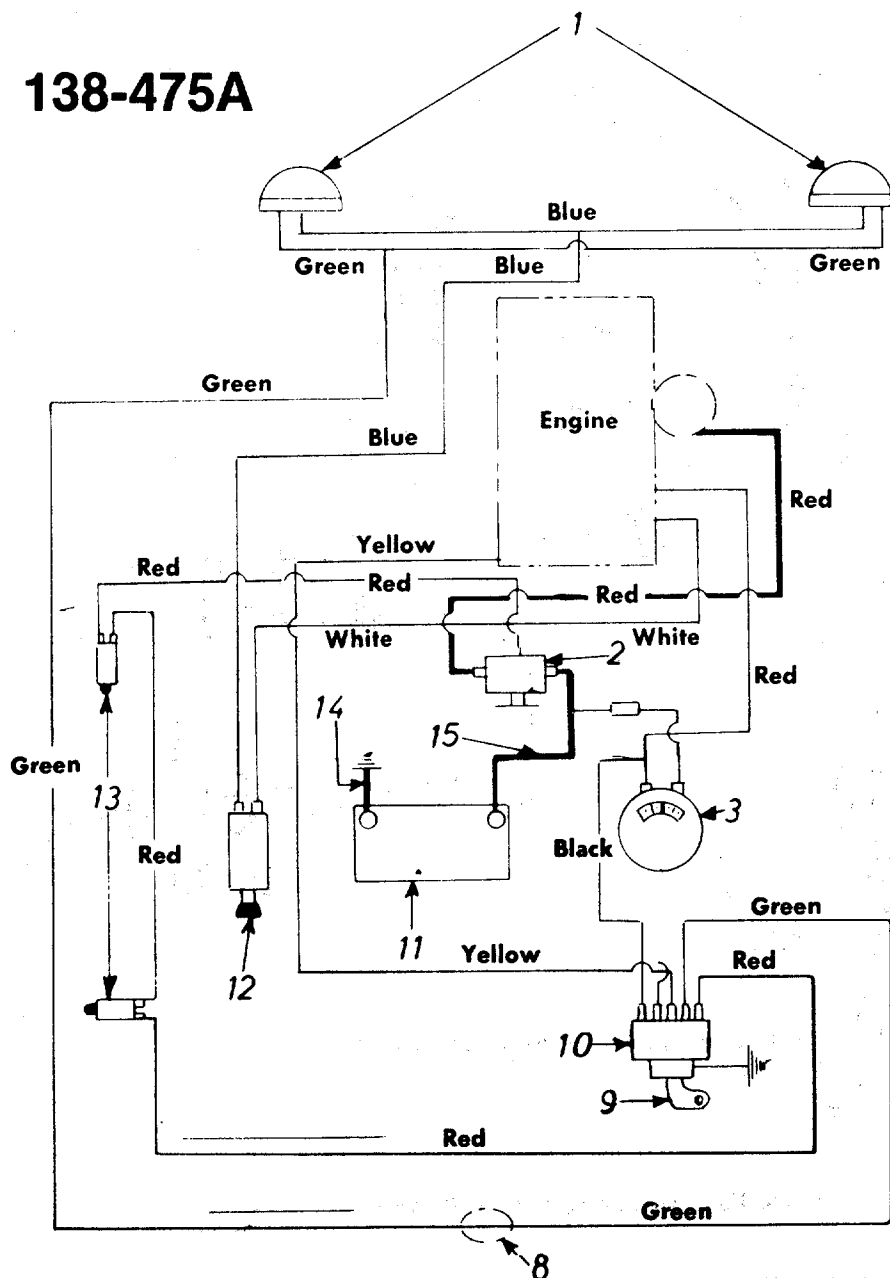 1
138-475A
Blue
Green
Blue
Green
Green
Engine
Blue
Red
Yellow
Red
Red
Red
White
2
White
Red
14
15
Green
13
3
Red
Black
Green
12
11
Yellow
Red
10
9
Red
Green
8